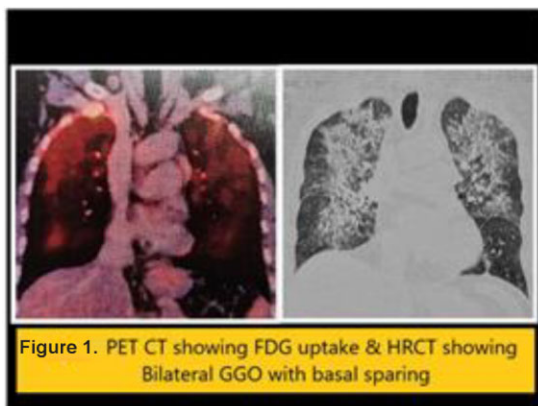 Figure 1. PET CT showing FDG uptake & HRCT showing
Bilateral GGO with basal sparing